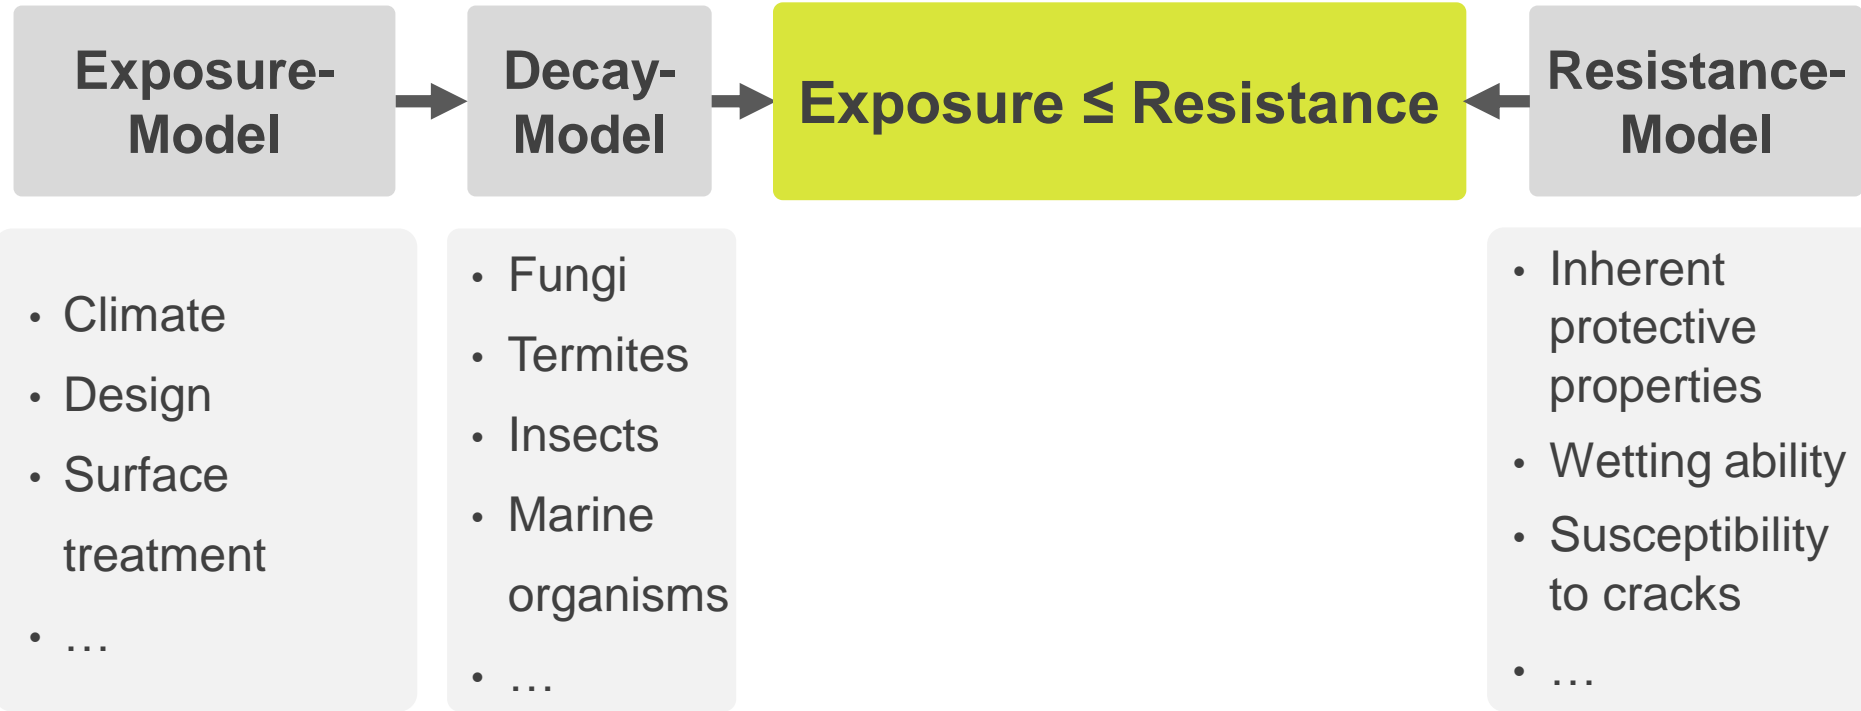 Exposure-
Model
Decay-
Model
Exposure ≤ Resistance
Resistance-
Model
• Climate
• Design
• Surface
treatment
• …
• Fungi
• Termites
• Insects
• Marine
organisms
• …
• Inherent
protective
properties
• Wetting ability
• Susceptibility
to cracks
• …